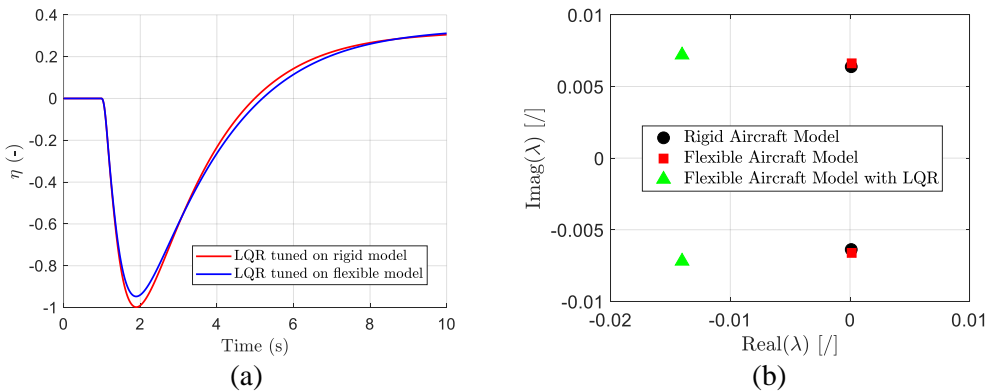 0.4
0.2
0
-0.2
-0.4
-0.6
-0.8
-1
η (-)
LQR tuned on rigid model
LQR tuned on flexible model
0 2 4 6 8 10
Time (s)
(a)
0.01
0.005
0
-0.005
-0.01
Imag(λ) [/]
Rigid Aircraft Model
Flexible Aircraft Model
Flexible Aircraft Model with LQR
-0.02 -0.01 0 0.01
Real(λ) [/]
(b)